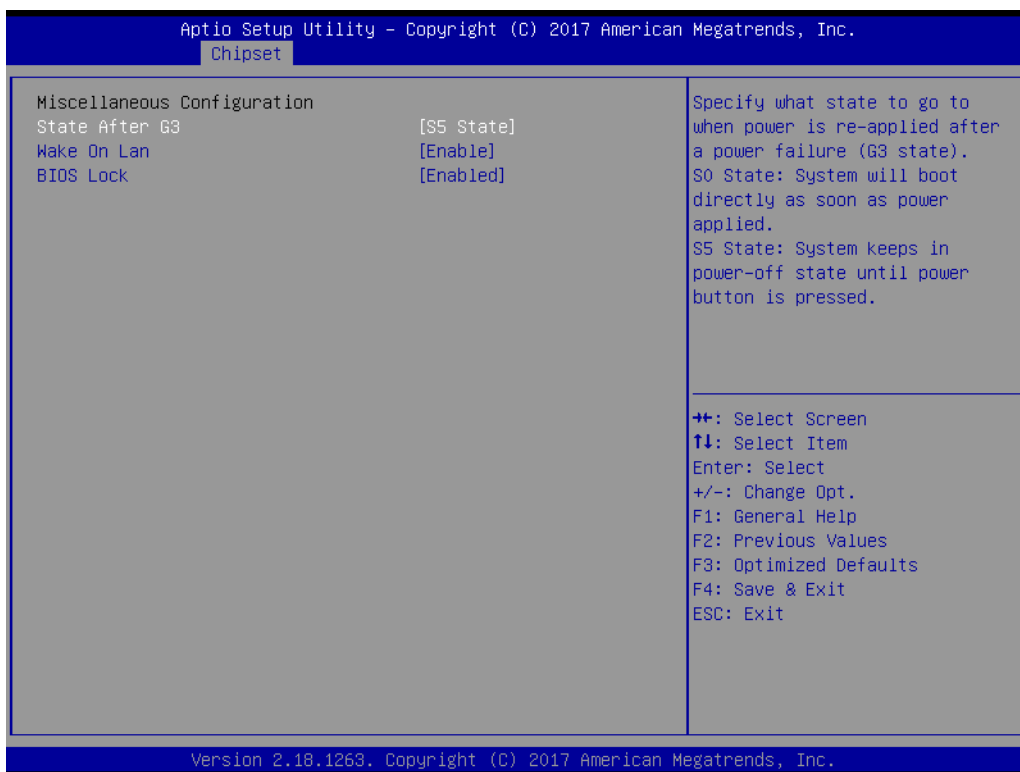 Aptio Setup Utility – Copyright (C) 2017 American Megatrends, Inc.
Chipset
Miscellaneous Configuration
State After G3 [S5 State]
Wake On Lan [Enable]
BIOS Lock [Enabled]
Specify what state to go to
when power is re-applied after
a power failure (G3 state).
S0 State: System will boot
directly as soon as power
applied.
S5 State: System keeps in
power-off state until power
button is pressed.
→←: Select Screen
↑↓: Select Item
Enter: Select
+/-: Change Opt.
F1: General Help
F2: Previous Values
F3: Optimized Defaults
F4: Save & Exit
ESC: Exit
Version 2.18.1263. Copyright (C) 2017 American Megatrends, Inc.